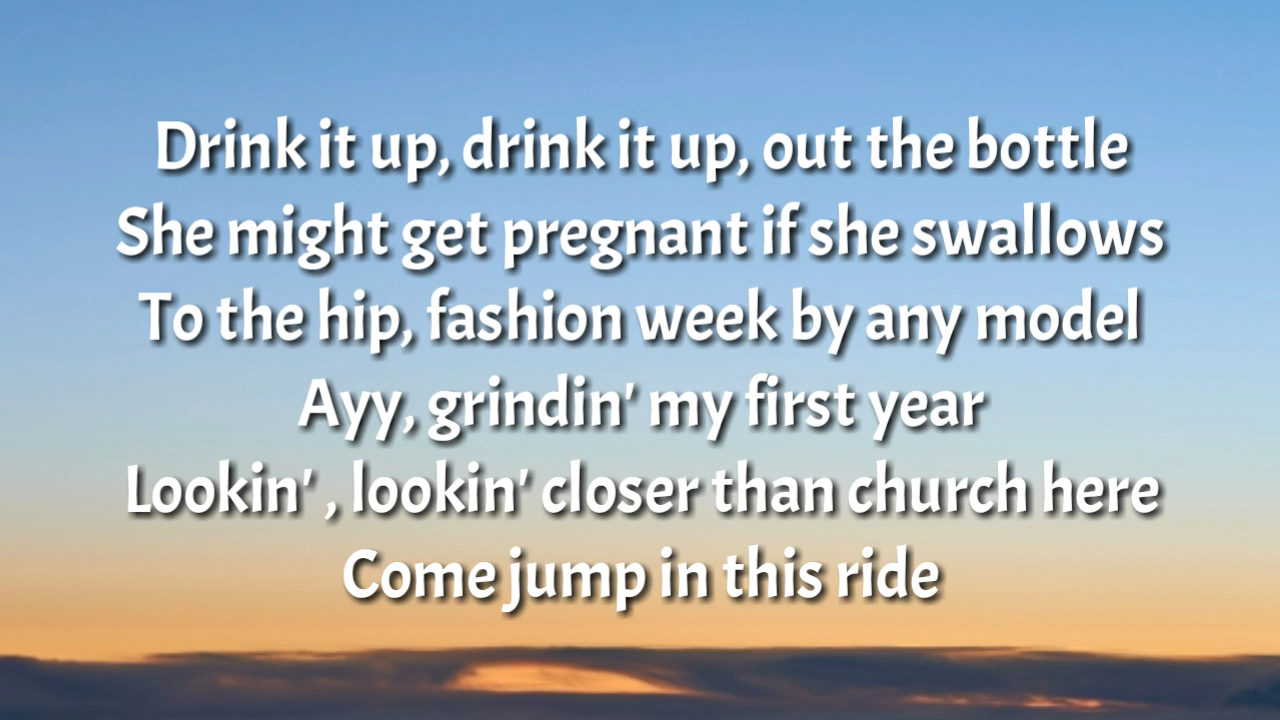 Drink it up, drink it up, out the bottle
She might get pregnant if she swallows
To the hip, fashion week by any model
Ayy, grindin' my first year
Lookin' , lookin' closer than church here
Come jump in this ride